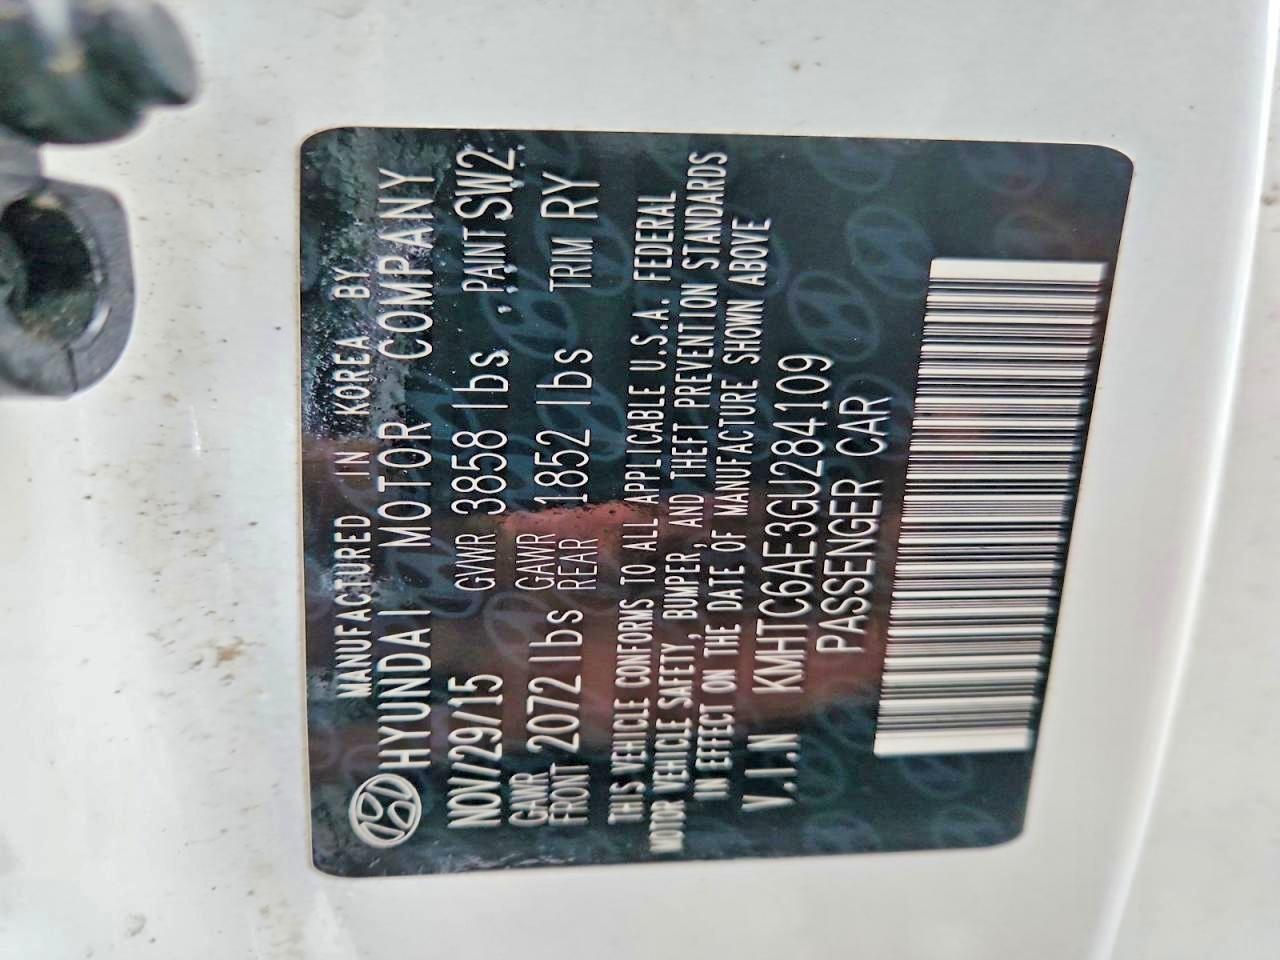 MANUFACTURED IN KOREA BY
HYUNDAI MOTOR COMPANY
NOV/29/15 GVWR 3858 lbs PAINT SW2
GAWR FRONT 2072 lbs GAWR REAR 1852 lbs TRIM RY
THIS VEHICLE CONFORMS TO ALL APPLICABLE U.S.A. FEDERAL
MOTOR VEHICLE SAFETY, BUMPER, AND THEFT PREVENTION STANDARDS
IN EFFECT ON THE DATE OF MANUFACTURE SHOWN ABOVE
V.I.N KMHTC6AE3GU284109
PASSENGER CAR